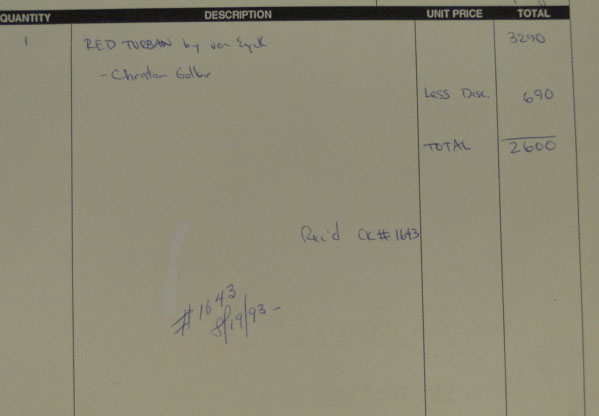 QUANTITY DESCRIPTION UNIT PRICE TOTAL
1 RED TURBAN by van Eyck 3290
- Christian
Less Disc. 690
TOTAL 2600
Rec'd CK# 1643
#1643
8/19/93 -